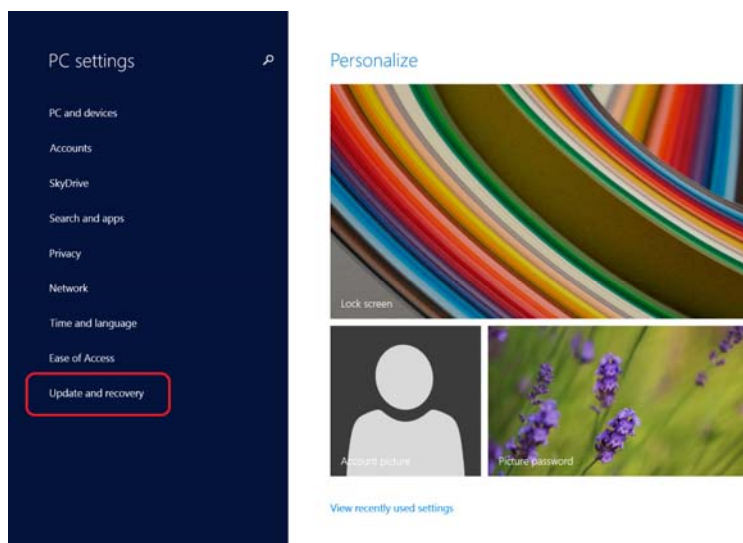 PC settings
PC and devices
Accounts
SkyDrive
Search and apps
Privacy
Network
Time and language
Ease of Access
Update and recovery
Personalize
Lock screen
Account picture
Picture password
View recently used settings